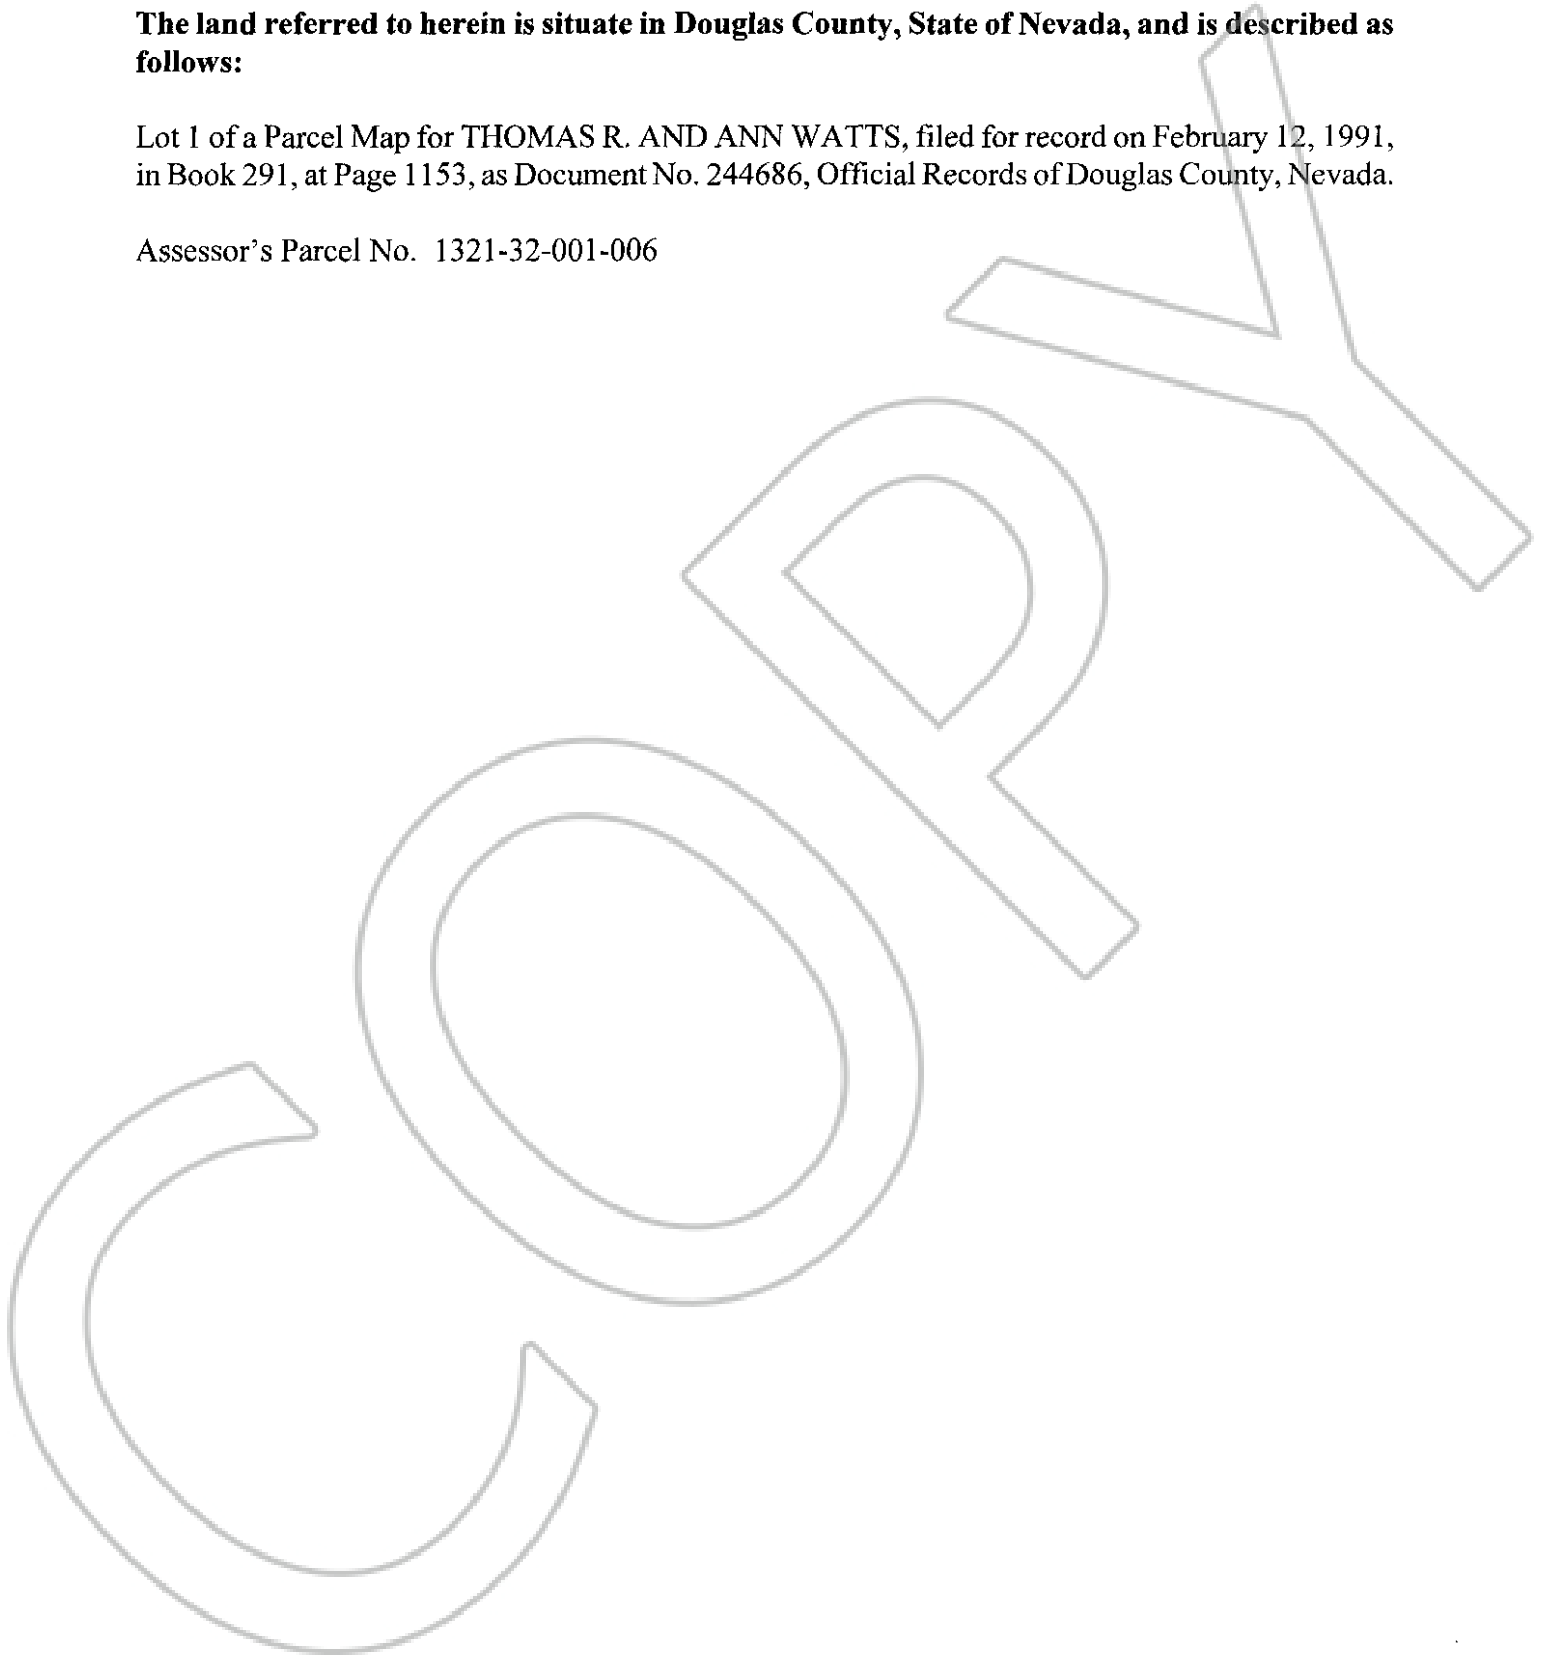 The land referred to herein is situate in Douglas County, State of Nevada, and is described as
follows:
Lot 1 of a Parcel Map for THOMAS R. AND ANN WATTS, filed for record on February 12, 1991,
in Book 291, at Page 1153, as Document No. 244686, Official Records of Douglas County, Nevada.
Assessor's Parcel No. 1321-32-001-006
COPY